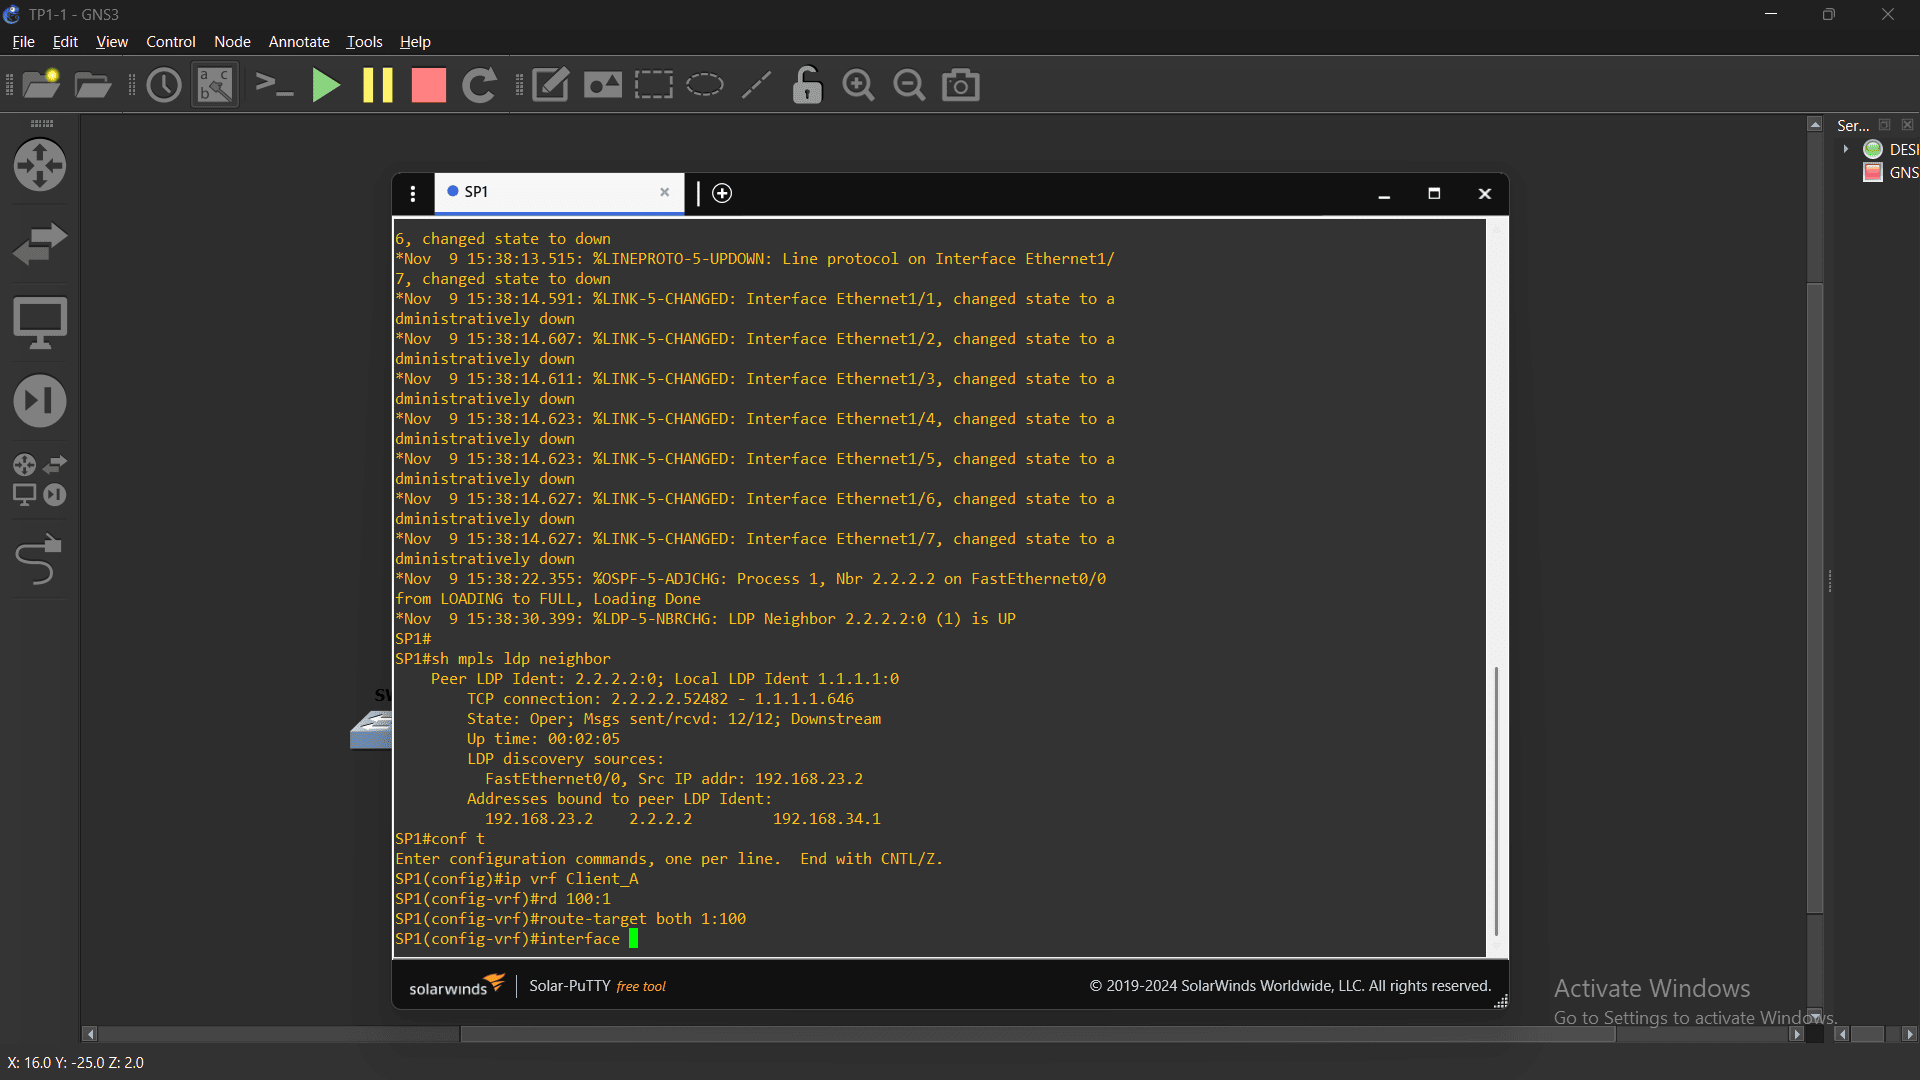 TP1-1 - GNS3
File Edit View Control Node Annotate Tools Help
Ser...
DESI
GNS
SP1
6, changed state to down
*Nov  9 15:38:13.515: %LINEPROTO-5-UPDOWN: Line protocol on Interface Ethernet1/
7, changed state to down
*Nov  9 15:38:14.591: %LINK-5-CHANGED: Interface Ethernet1/1, changed state to a
dministratively down
*Nov  9 15:38:14.607: %LINK-5-CHANGED: Interface Ethernet1/2, changed state to a
dministratively down
*Nov  9 15:38:14.611: %LINK-5-CHANGED: Interface Ethernet1/3, changed state to a
dministratively down
*Nov  9 15:38:14.623: %LINK-5-CHANGED: Interface Ethernet1/4, changed state to a
dministratively down
*Nov  9 15:38:14.623: %LINK-5-CHANGED: Interface Ethernet1/5, changed state to a
dministratively down
*Nov  9 15:38:14.627: %LINK-5-CHANGED: Interface Ethernet1/6, changed state to a
dministratively down
*Nov  9 15:38:14.627: %LINK-5-CHANGED: Interface Ethernet1/7, changed state to a
dministratively down
*Nov  9 15:38:22.355: %OSPF-5-ADJCHG: Process 1, Nbr 2.2.2.2 on FastEthernet0/0
from LOADING to FULL, Loading Done
*Nov  9 15:38:30.399: %LDP-5-NBRCHG: LDP Neighbor 2.2.2.2:0 (1) is UP
SP1#
SP1#sh mpls ldp neighbor
    Peer LDP Ident: 2.2.2.2:0; Local LDP Ident 1.1.1.1:0
        TCP connection: 2.2.2.2.52482 - 1.1.1.1.646
        State: Oper; Msgs sent/rcvd: 12/12; Downstream
        Up time: 00:02:05
        LDP discovery sources:
          FastEthernet0/0, Src IP addr: 192.168.23.2
        Addresses bound to peer LDP Ident:
          192.168.23.2    2.2.2.2         192.168.34.1
SP1#conf t
Enter configuration commands, one per line.  End with CNTL/Z.
SP1(config)#ip vrf Client_A
SP1(config-vrf)#rd 100:1
SP1(config-vrf)#route-target both 1:100
SP1(config-vrf)#interface
solarwinds
Solar-PuTTY free tool
© 2019-2024 SolarWinds Worldwide, LLC. All rights reserved.
Activate Windows
Go to Settings to activate Windows.
X: 16.0 Y: -25.0 Z: 2.0